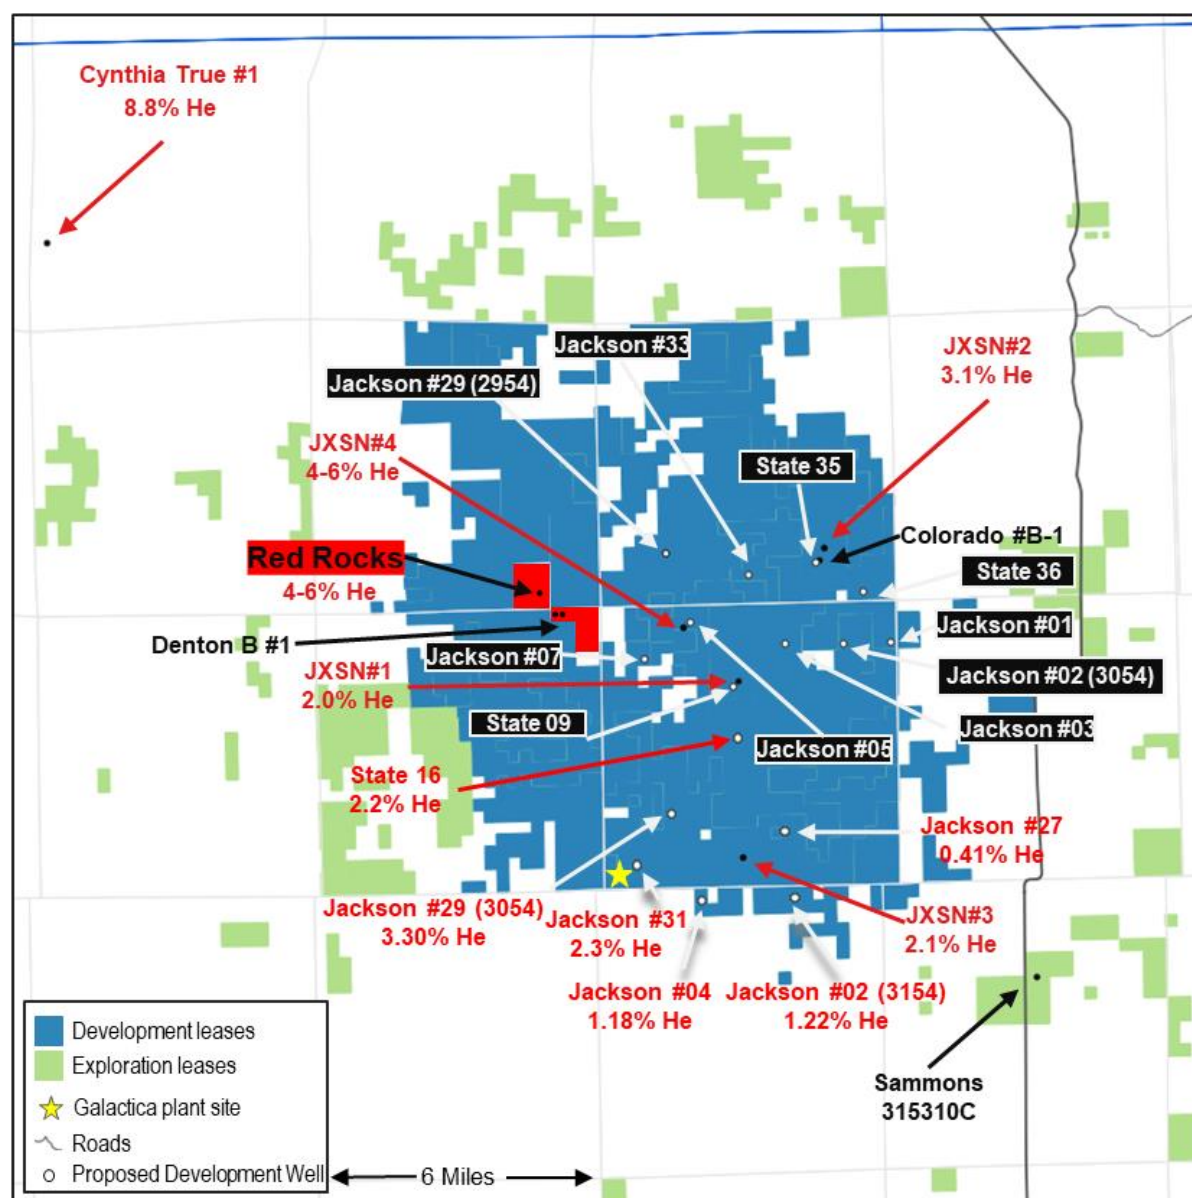 Cynthia True #1
8.8% He
Jackson #33
JXSN#2
3.1% He
Jackson #29 (2954)
JXSN#4
4-6% He
State 35
Colorado #B-1
Red Rocks
4-6% He
State 36
Denton B #1
Jackson #01
Jackson #07
JXSN#1
2.0% He
Jackson #02 (3054)
State 09
Jackson #03
Jackson #05
State 16
2.2% He
Jackson #27
0.41% He
Jackson #29 (3054)
3.30% He
Jackson #31
2.3% He
JXSN#3
2.1% He
Jackson #04
1.18% He
Jackson #02 (3154)
1.22% He
Sammons
315310C
Development leases
Exploration leases
Galactica plant site
Roads
Proposed Development Well
6 Miles